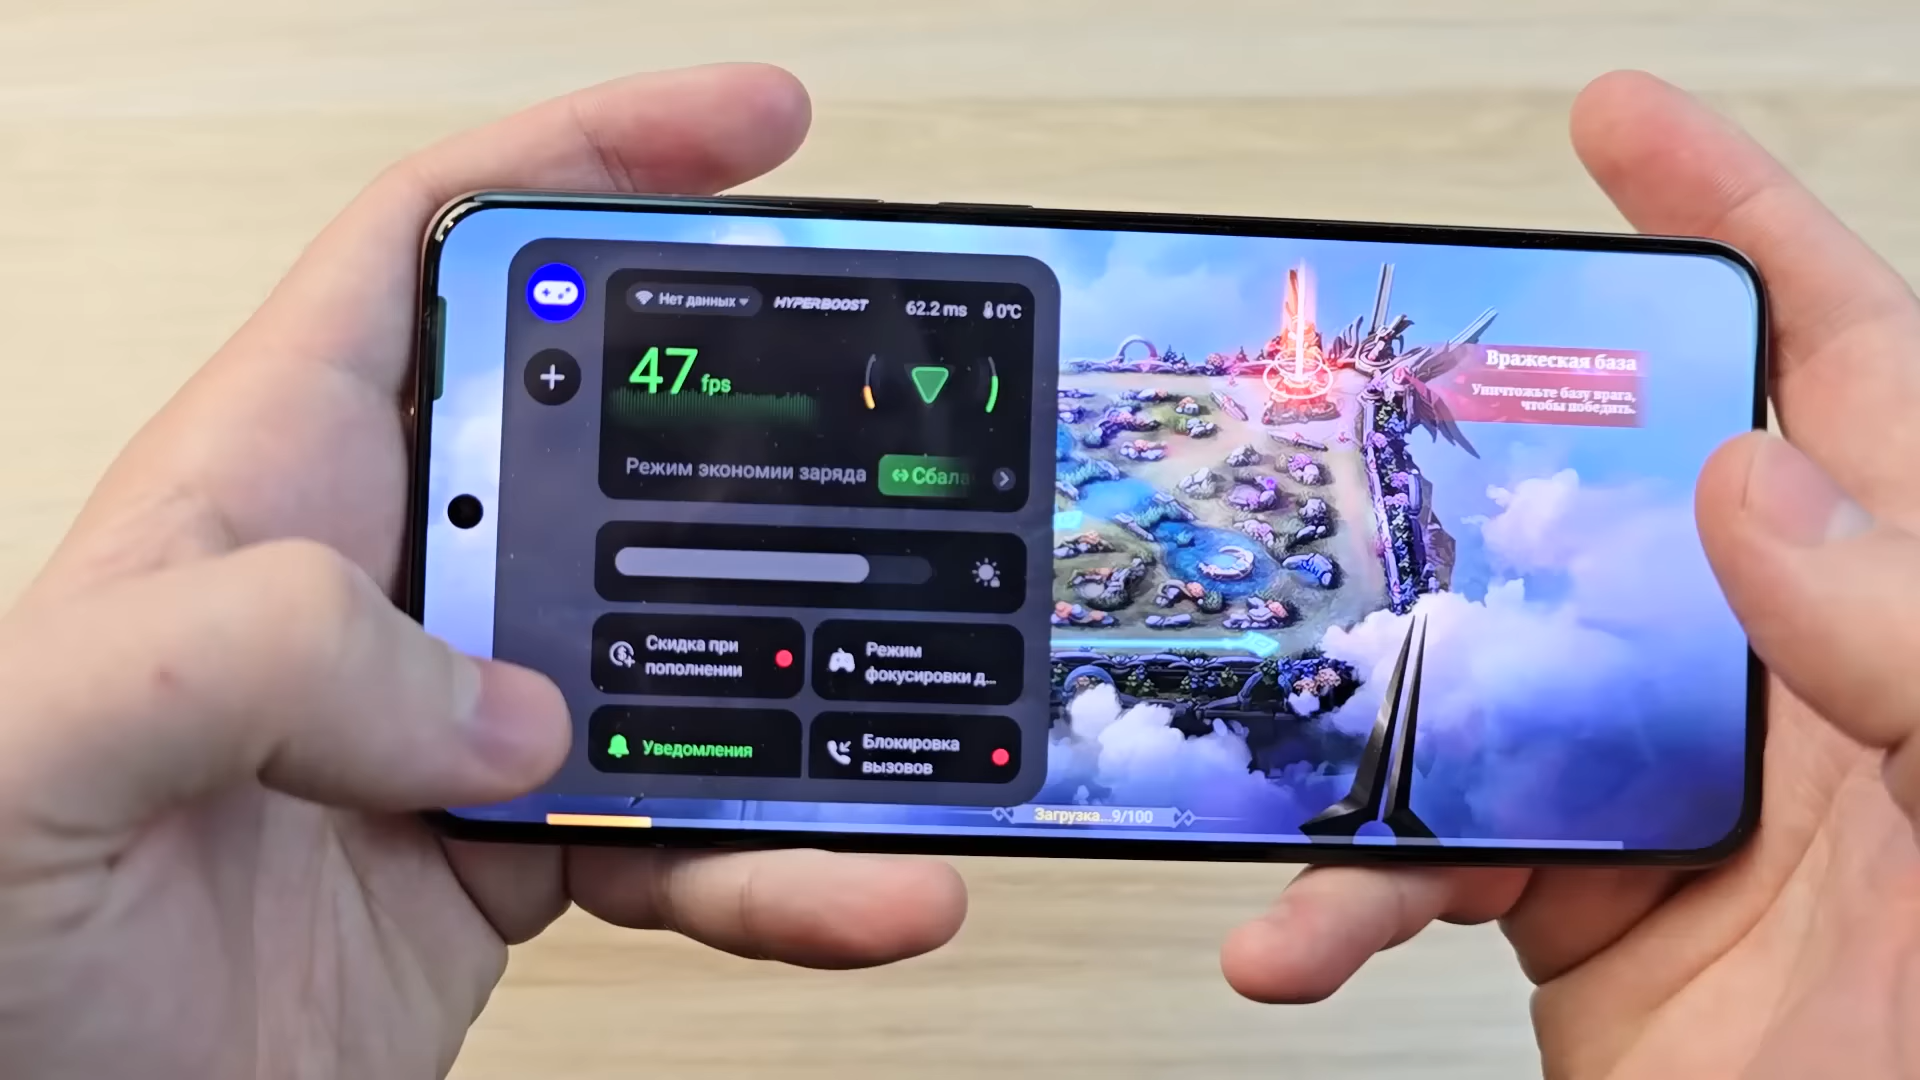 Нет данных
HYPERBOOST
62.2 ms
0°C
47 fps
Режим экономии заряда
Сбала
Скидка при
пополнении
Режим
фокусировки д...
Уведомления
Блокировка
вызовов
Вражеская база
Уничтожьте базу врага,
чтобы победить.
Загрузка...9/100